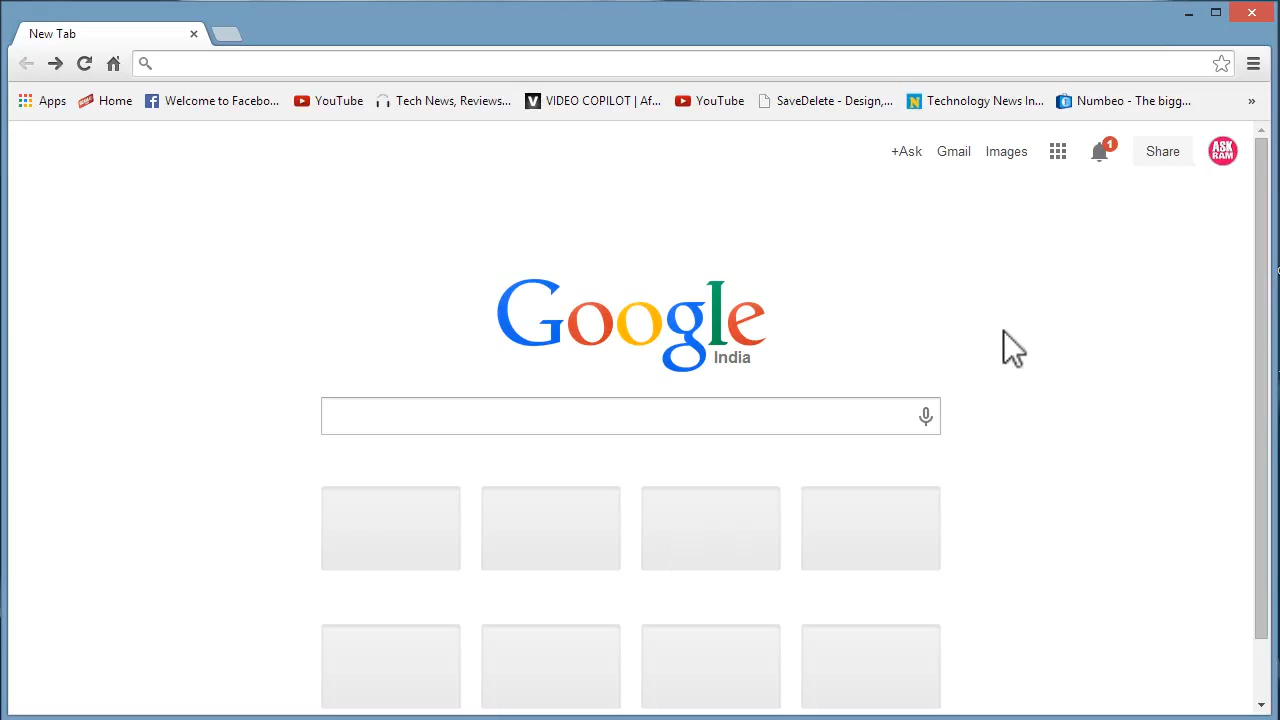 New Tab
Apps Home Welcome to Facebo... YouTube Tech News, Reviews... VIDEO COPILOT | Af... YouTube SaveDelete - Design,... Technology News In... Numbeo - The bigg... »
+Ask Gmail Images 1 Share ASK RAM
Google
India